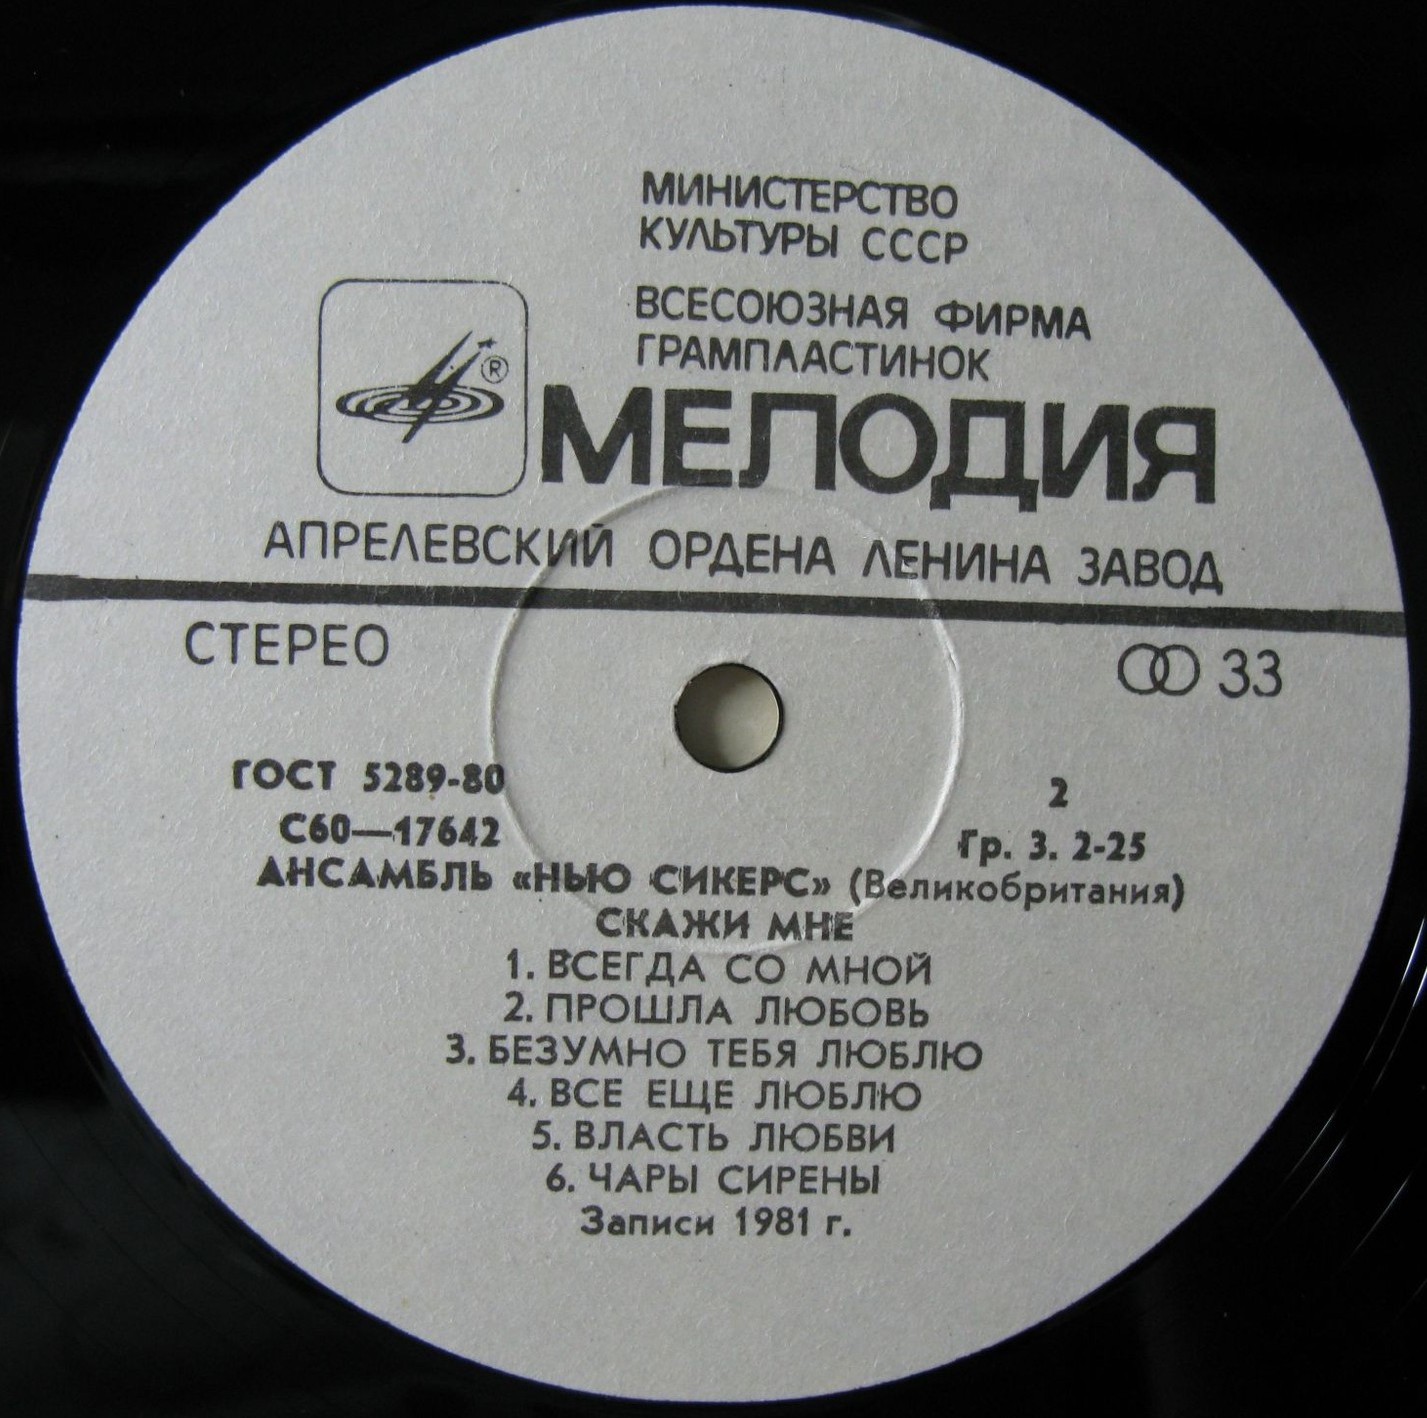 МИНИСТЕРСТВО
КУЛЬТУРЫ СССР
ВСЕСОЮЗНАЯ ФИРМА
ГРАМПЛАСТИНОК
®
МЕЛОДИЯ
АПРЕЛЕВСКИЙ ОРДЕНА ЛЕНИНА ЗАВОД
СТЕРЕО
33
ГОСТ 5289-80
2
С60—17642
Гр. 3. 2-25
АНСАМБЛЬ «НЬЮ СИКЕРС» (Великобритания)
СКАЖИ МНЕ
1. ВСЕГДА СО МНОЙ
2. ПРОШЛА ЛЮБОВЬ
3. БЕЗУМНО ТЕБЯ ЛЮБЛЮ
4. ВСЕ ЕЩЕ ЛЮБЛЮ
5. ВЛАСТЬ ЛЮБВИ
6. ЧАРЫ СИРЕНЫ
Записи 1981 г.